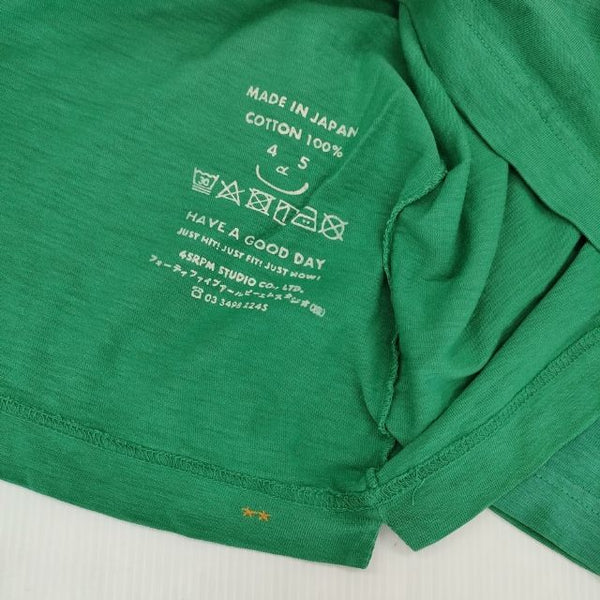 MADE IN JAPAN
COTTON 100%
4 5
R
30
HAVE A GOOD DAY
JUST HIT! JUST FIT! JUST NOW!
45RPM STUDIO CO., LTD.
フォーティファイブアールピーエムスタジオ(株)
☎03 3498 2245